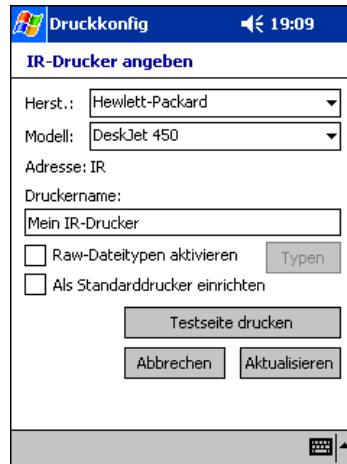 Druckkonfig 19:09
IR-Drucker angeben
Herst.: Hewlett-Packard
Modell: DeskJet 450
Adresse: IR
Druckername:
Mein IR-Drucker
Raw-Dateitypen aktivieren Typen
Als Standarddrucker einrichten
Testseite drucken
Abbrechen Aktualisieren